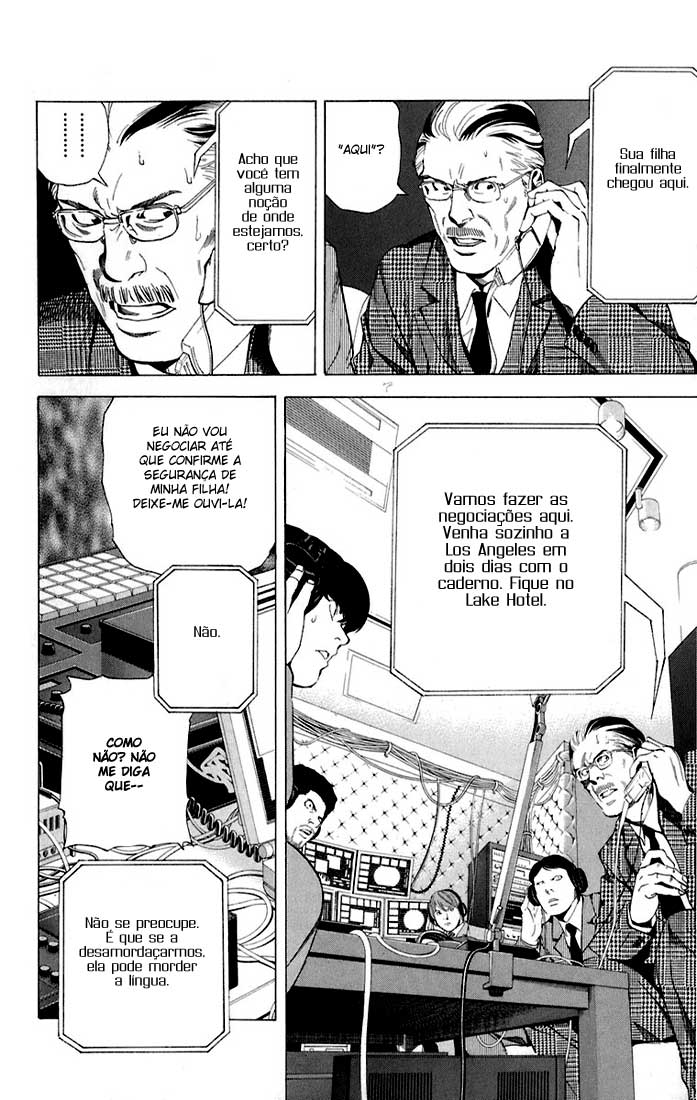 Sua filha
finalmente
chegou aqui.
"AQUI"?
Acho que
você tem
alguma
noção
de onde
estejamos,
certo?
.......
.....
Vamos fazer as
negociações aqui.
Venha sozinho a
Los Angeles em
dois dias com o
caderno. Fique no
Lake Hotel.
EU NÃO VOU
NEGOCIAR ATÉ
QUE CONFIRME A
SEGURANÇA DE
MINHA FILHA!
DEIXE-ME OUVI-LA!
Não.
COMO
NÃO? NÃO
ME DIGA
QUE--
Não se preocupe.
É que se a
desamordaçarmos,
ela pode morder
a língua.